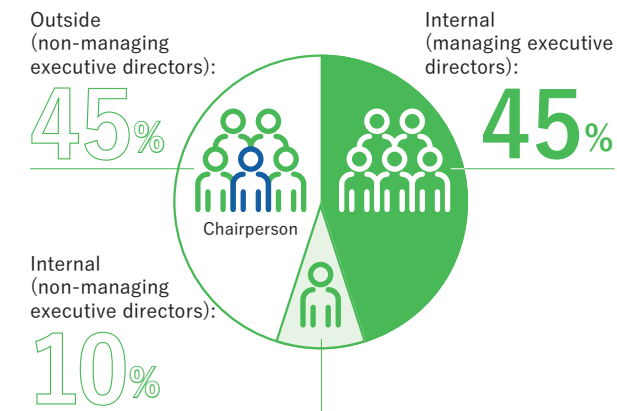 Outside
(non-managing
executive directors):
45%
Internal
(managing executive
directors):
45%
Chairperson
Internal
(non-managing
executive directors):
10%